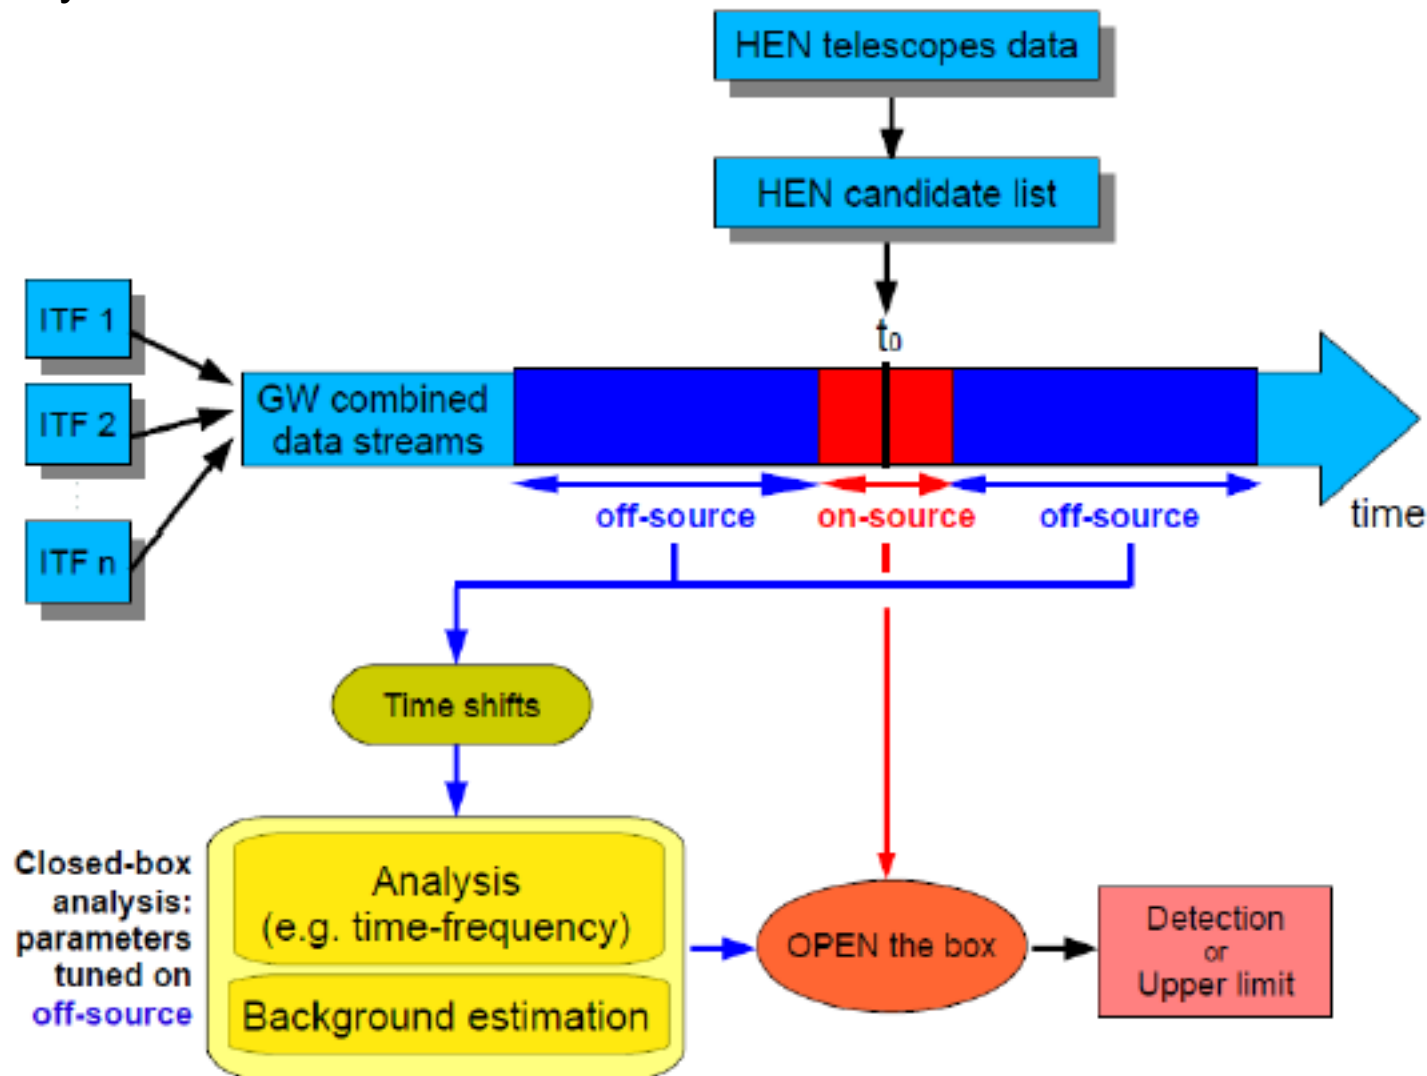 HEN telescopes data
HEN candidate list
t0
ITF 1
ITF 2
ITF n
GW combined
data streams
off-source
on-source
off-source
time
Time shifts
Closed-box
analysis:
parameters
tuned on
off-source
Analysis
(e.g. time-frequency)
Background estimation
OPEN the box
Detection
or
Upper limit